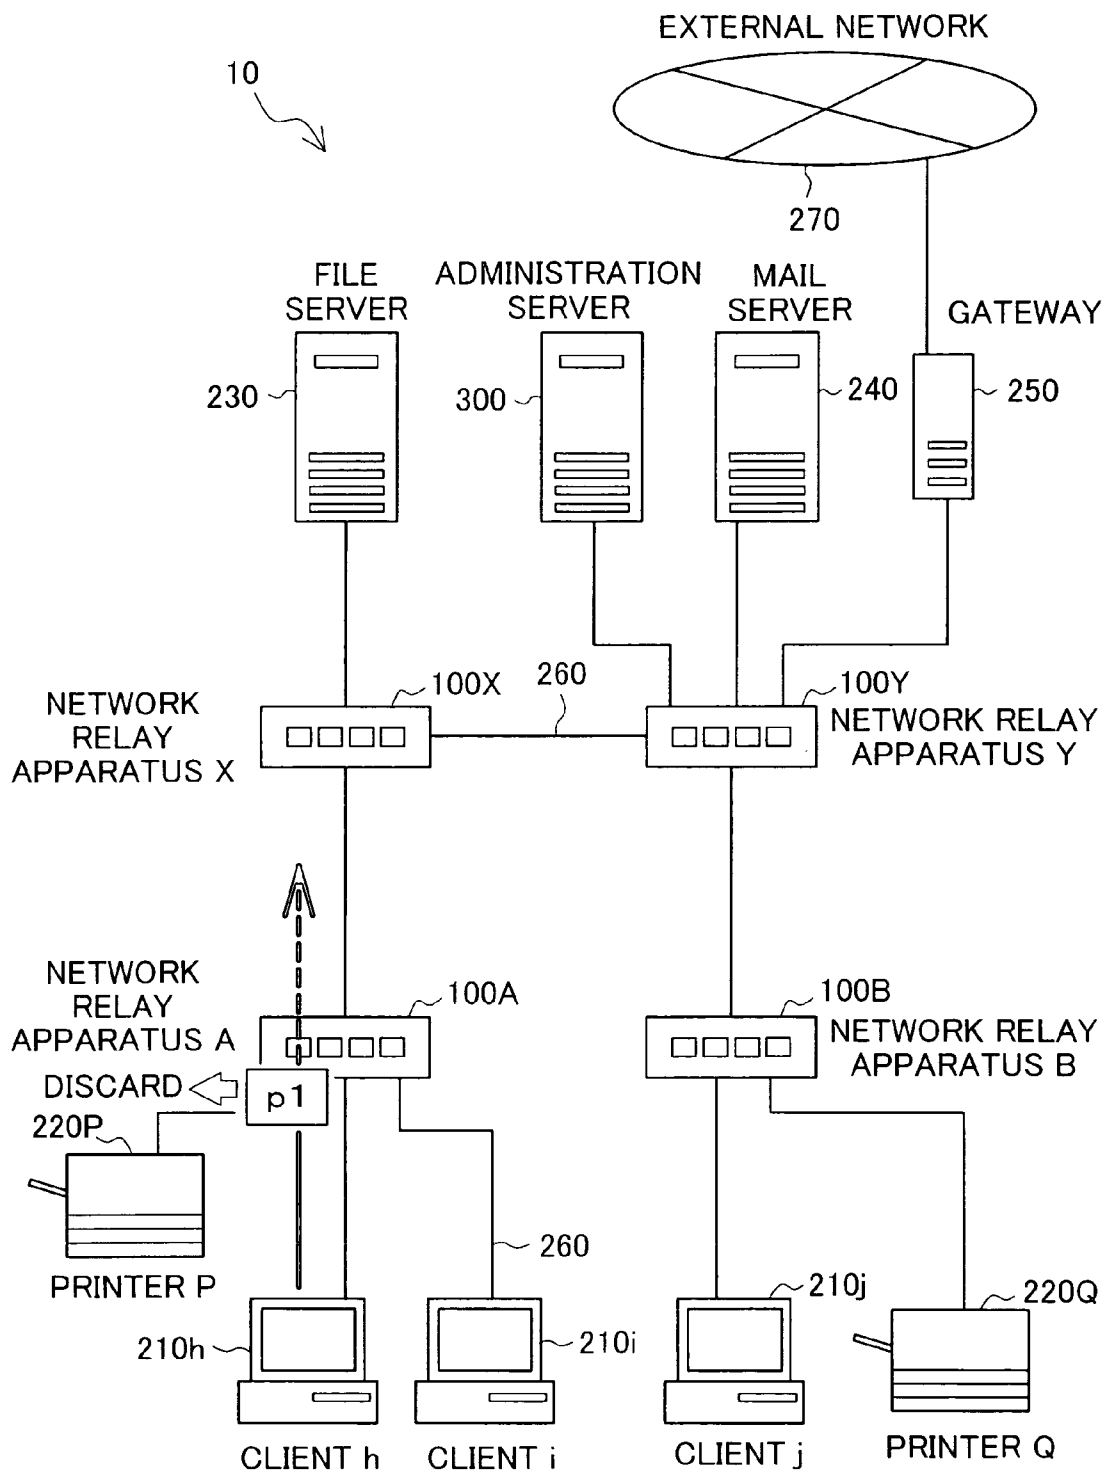 EXTERNAL NETWORK
10
270
FILE
SERVER
ADMINISTRATION
SERVER
MAIL
SERVER
GATEWAY
230
300
240
250
NETWORK
RELAY
APPARATUS X
100X
260
100Y
NETWORK RELAY
APPARATUS Y
NETWORK
RELAY
APPARATUS A
100A
100B
NETWORK RELAY
APPARATUS B
DISCARD
p1
220P
PRINTER P
260
210h
210i
210j
220Q
CLIENT h
CLIENT i
CLIENT j
PRINTER Q